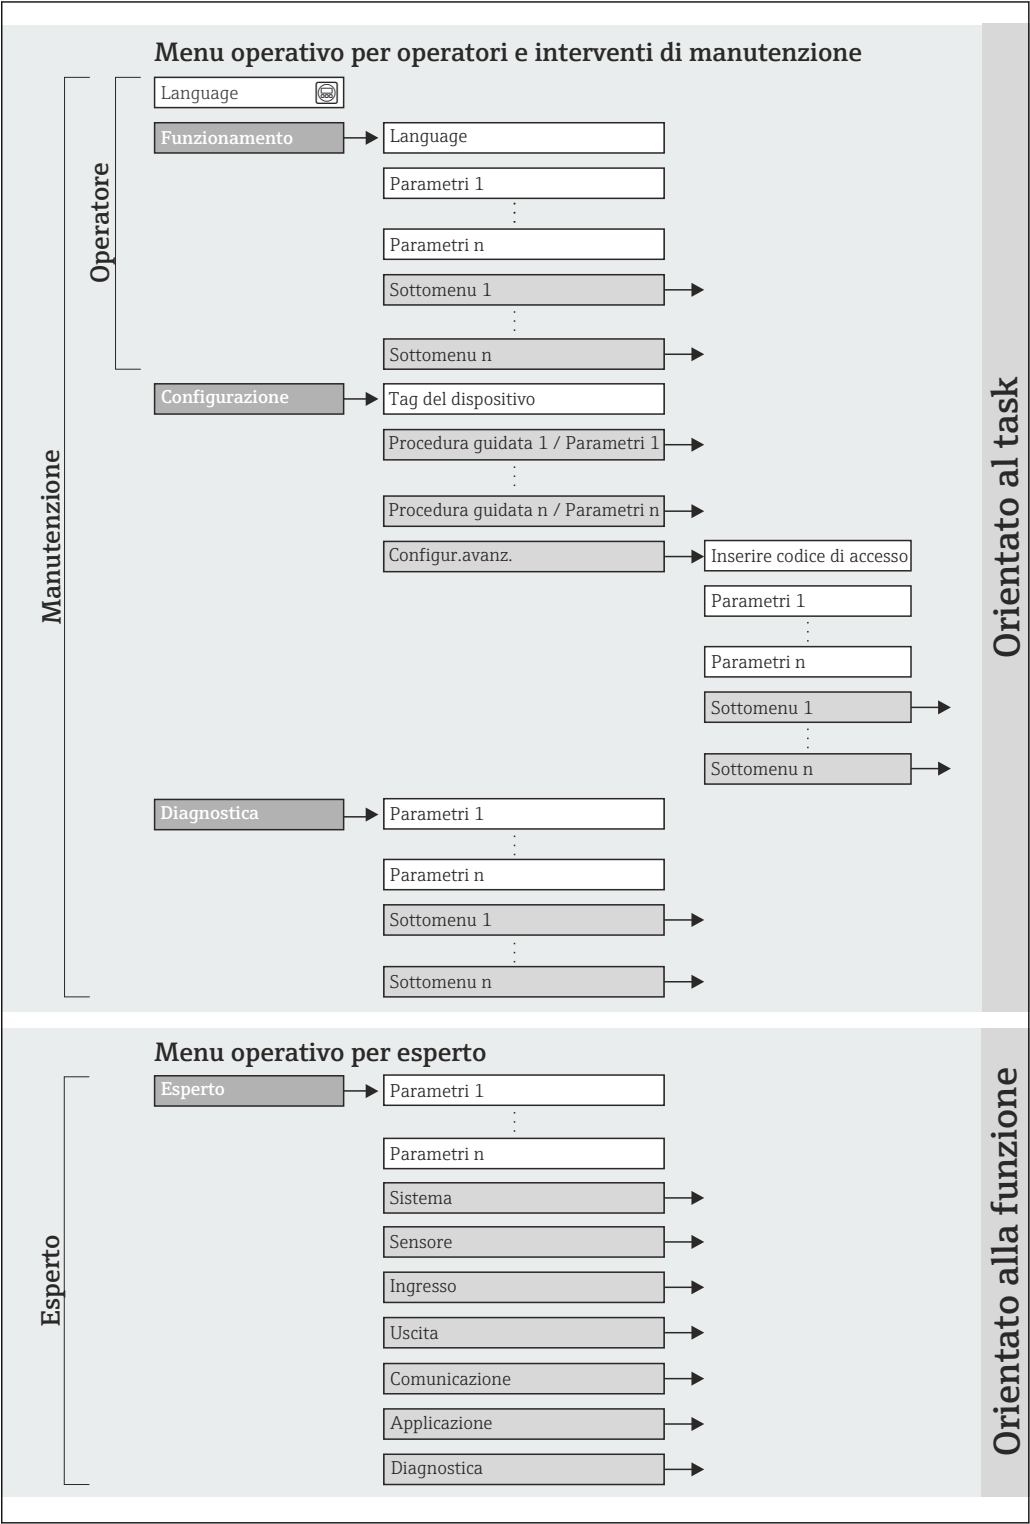 Menu operativo per operatori e interventi di manutenzione
Manutenzione
Operatore
Language
Funzionamento
Language
Parametri 1
Parametri n
Sottomenu 1
Sottomenu n
Configurazione
Tag del dispositivo
Procedura guidata 1 / Parametri 1
Procedura guidata n / Parametri n
Configur.avanz.
Inserire codice di accesso
Parametri 1
Parametri n
Sottomenu 1
Sottomenu n
Diagnostica
Parametri 1
Parametri n
Sottomenu 1
Sottomenu n
Orientato al task
Menu operativo per esperto
Esperto
Esperto
Parametri 1
Parametri n
Sistema
Sensore
Ingresso
Uscita
Comunicazione
Applicazione
Diagnostica
Orientato alla funzione